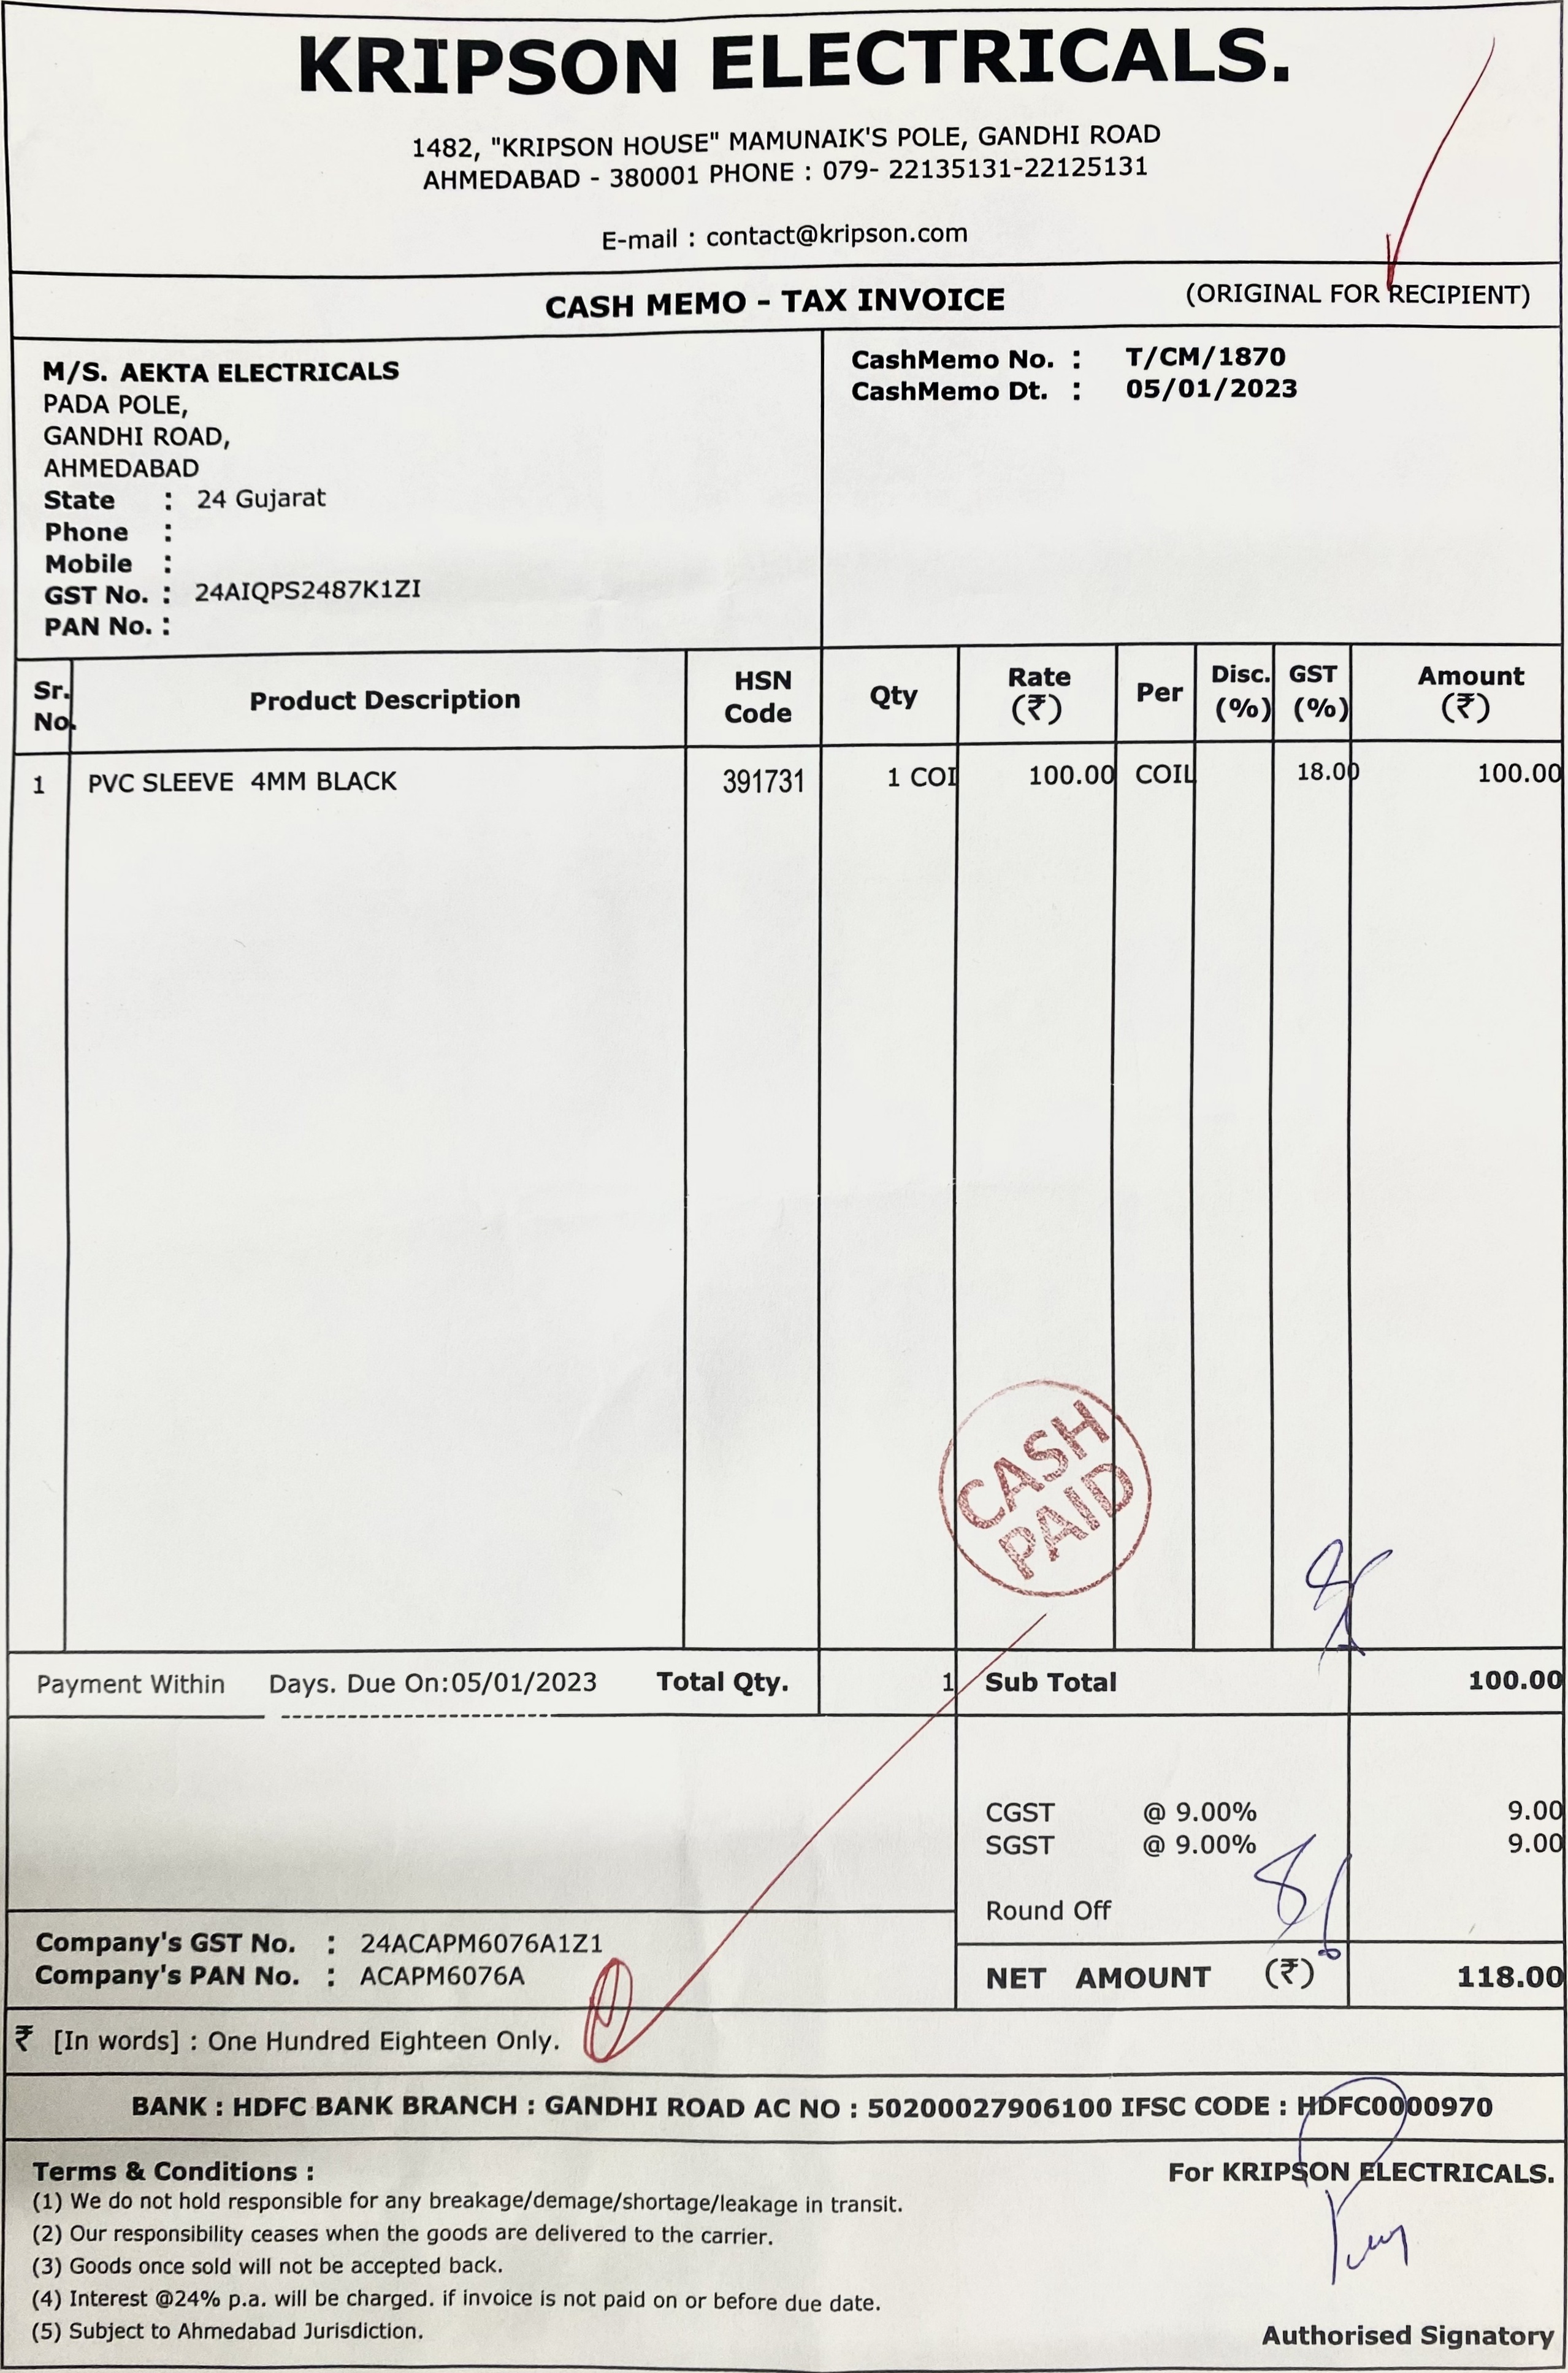 KRIPSON ELECTRICALS.
1482, "KRIPSON HOUSE" MAMUNAIK'S POLE, GANDHI ROAD
AHMEDABAD - 380001 PHONE : 079- 22135131-22125131
E-mail : contact@kripson.com
CASH MEMO - TAX INVOICE (ORIGINAL FOR RECIPIENT)
M/S. AEKTA ELECTRICALS
PADA POLE,
GANDHI ROAD,
AHMEDABAD
State : 24 Gujarat
Phone :
Mobile :
GST No. : 24AIQPS2487K1ZI
PAN No. :
CashMemo No. : T/CM/1870
CashMemo Dt. : 05/01/2023
Sr. No. Product Description HSN Code Qty Rate (₹) Per Disc. (%) GST (%) Amount (₹)
1 PVC SLEEVE 4MM BLACK 391731 1 COI 100.00 COIL 18.00 100.00
CASH
PAID
Payment Within Days. Due On:05/01/2023 Total Qty. 1 Sub Total 100.00
CGST @ 9.00% 9.00
SGST @ 9.00% 9.00
Round Off
Company's GST No. : 24ACAPM6076A1Z1
Company's PAN No. : ACAPM6076A
NET AMOUNT (₹) 118.00
₹ [In words] : One Hundred Eighteen Only.
BANK : HDFC BANK BRANCH : GANDHI ROAD AC NO : 50200027906100 IFSC CODE : HDFC0000970
Terms & Conditions :
(1) We do not hold responsible for any breakage/demage/shortage/leakage in transit.
(2) Our responsibility ceases when the goods are delivered to the carrier.
(3) Goods once sold will not be accepted back.
(4) Interest @24% p.a. will be charged. if invoice is not paid on or before due date.
(5) Subject to Ahmedabad Jurisdiction.
For KRIPSON ELECTRICALS.
Authorised Signatory